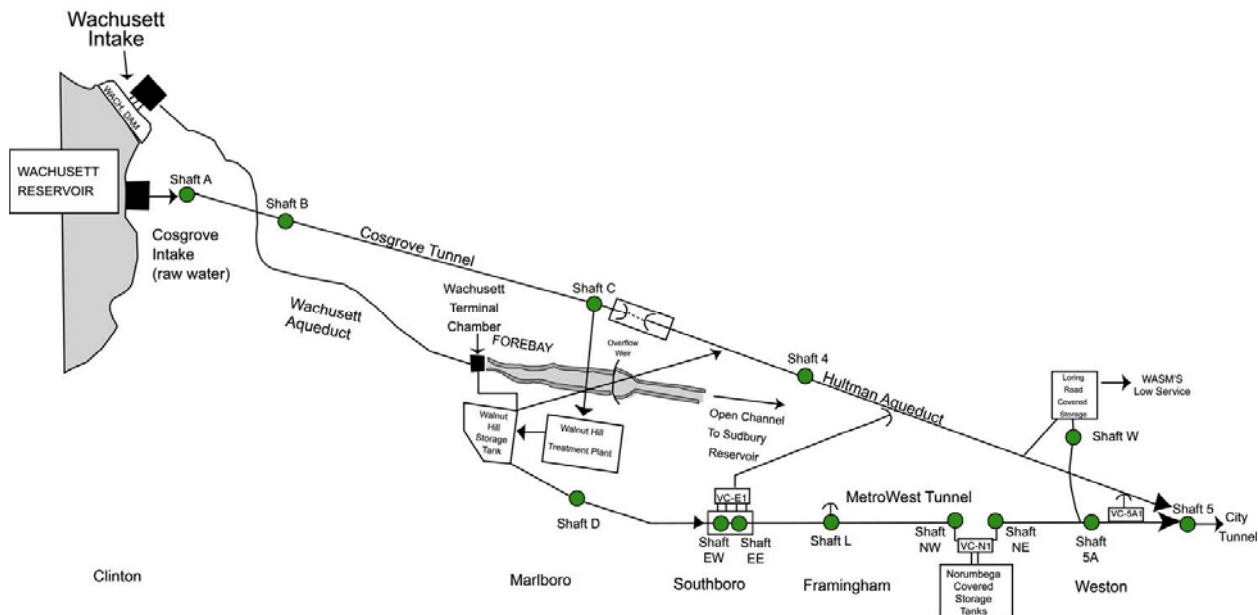 Wachusett
Intake
WACH. DAM
WACHUSETT
RESERVOIR
Shaft A
Shaft B
Cosgrove
Intake
(raw water)
Cosgrove Tunnel
Wachusett
Aqueduct
Wachusett
Terminal
Chamber
Shaft C
FOREBAY
Overflow
Weir
Shaft 4
Hultman Aqueduct
Loring
Road
Covered
Storage
WASM'S
Low Service
Open Channel
To Sudbury
Reservoir
Walnut
Hill
Storage
Tank
Walnut Hill
Treatment Plant
Shaft W
VC-E1
MetroWest Tunnel
Shaft D
Shaft
EW
Shaft
EE
Shaft L
Shaft
NW
VC-N1
Shaft
NE
Shaft
5A
VC-5A1
Shaft 5
City
Tunnel
Norumbega
Covered
Storage
Tanks
Clinton
Marlboro
Southboro
Framingham
Weston